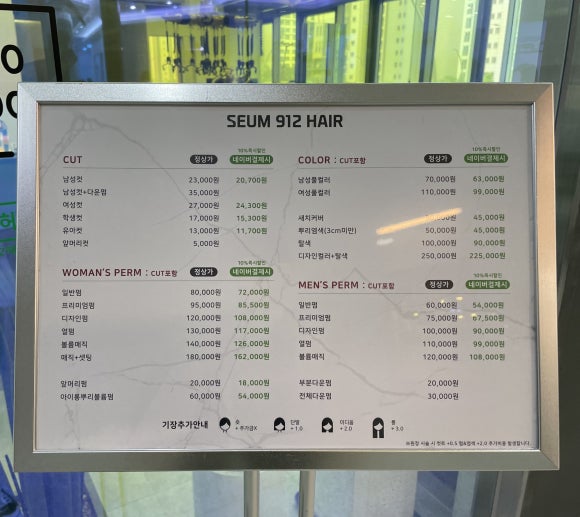 SEUM 912 HAIR
10%즉시할인
CUT 정상가 네이버결제시
남성컷 23,000원 20,700원
남성컷+다운펌 35,000원
여성컷 27,000원 24,300원
학생컷 17,000원 15,300원
유아컷 13,000원 11,700원
앞머리컷 5,000원
10%즉시할인
COLOR : CUT포함 정상가 네이버결제시
남성풀컬러 70,000원 63,000원
여성풀컬러 110,000원 99,000원
새치커버 45,000원
뿌리염색(3cm미만) 50,000원 45,000원
탈색 100,000원 90,000원
디자인컬러+탈색 250,000원 225,000원
10%즉시할인
WOMAN'S PERM : CUT포함 정상가 네이버결제시
일반펌 80,000원 72,000원
프리미엄펌 95,000원 85,500원
디자인펌 120,000원 108,000원
열펌 130,000원 117,000원
볼륨매직 140,000원 126,000원
매직+셋팅 180,000원 162,000원
앞머리펌 20,000원 18,000원
아이롱뿌리볼륨펌 60,000원 54,000원
10%즉시할인
MEN'S PERM : CUT포함 정상가 네이버결제시
일반펌 60,000원 54,000원
프리미엄펌 75,000원 67,500원
디자인펌 100,000원 90,000원
열펌 110,000원 99,000원
볼륨매직 120,000원 108,000원
부분다운펌 20,000원
전체다운펌 30,000원
기장추가안내
숏 + 추가금X
단발 + 1.0
미디움 + 2.0
롱 + 3.0